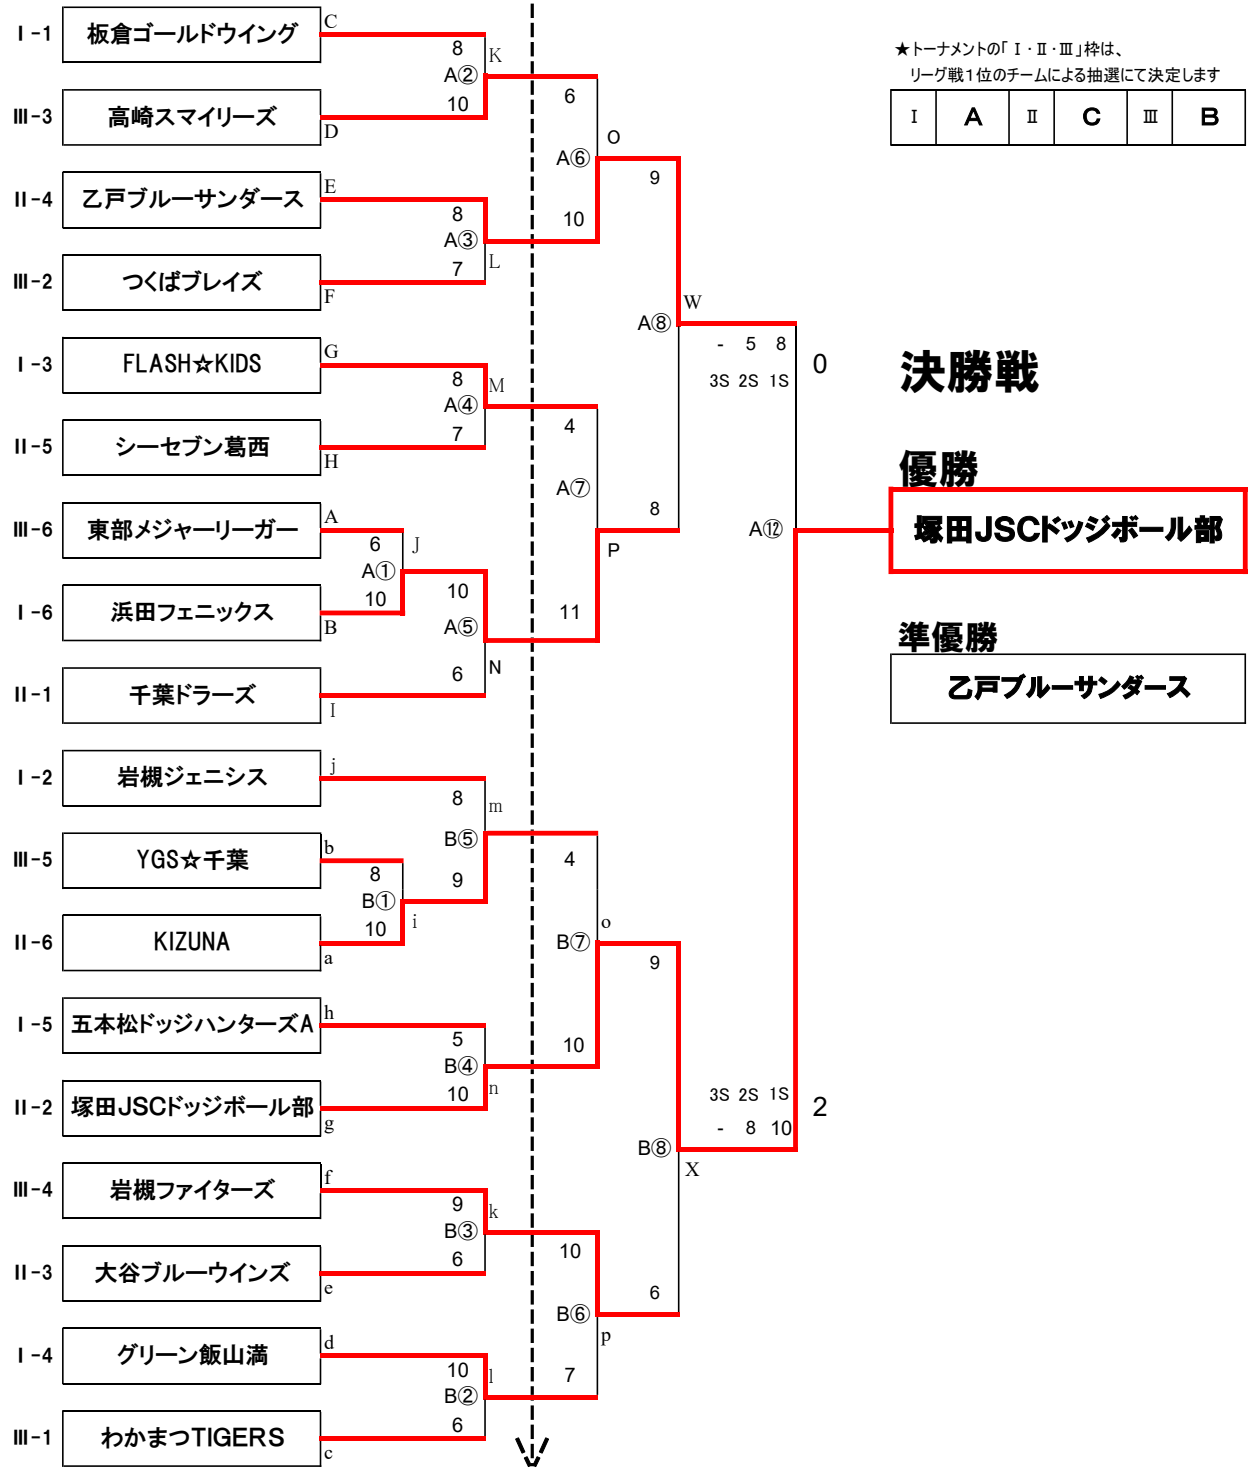 I-1 板倉ゴールドウイング C
8 K
A②
10
III-3 高崎スマイリーズ D
6
O
A⑥
9
10
II-4 乙戸ブルーサンダース E
8
A③
7 L
III-2 つくばブレイズ F
W
A⑧
I-3 FLASH☆KIDS G
8 M
A④
7
II-5 シーセブン葛西 H
4
A⑦
8
P
11
III-6 東部メジャーリーガー A
6 J
A①
10
I-6 浜田フェニックス B
10
A⑤
6 N
II-1 千葉ドラーズ I
I-2 岩槻ジェニシス j
8 m
B⑤
9
III-5 YGS☆千葉 b
8
B①
10 i
II-6 KIZUNA a
4
o
B⑦
9
10
I-5 五本松ドッジハンターズA h
5
B④
10 n
II-2 塚田JSCドッジボール部 g
B⑧
X
III-4 岩槻ファイターズ f
9 k
B③
6
II-3 大谷ブルーウインズ e
10
6
B⑥
p
7
I-4 グリーン飯山満 d
10 l
B②
6
III-1 わかまつTIGERS c
- 5 8
3S 2S 1S
0
A⑫
3S 2S 1S
- 8 10
2
★トーナメントの「Ⅰ・Ⅱ・Ⅲ」枠は、
リーグ戦1位のチームによる抽選にて決定します
Ⅰ A Ⅱ C Ⅲ B
決勝戦
優勝
塚田JSCドッジボール部
準優勝
乙戸ブルーサンダース